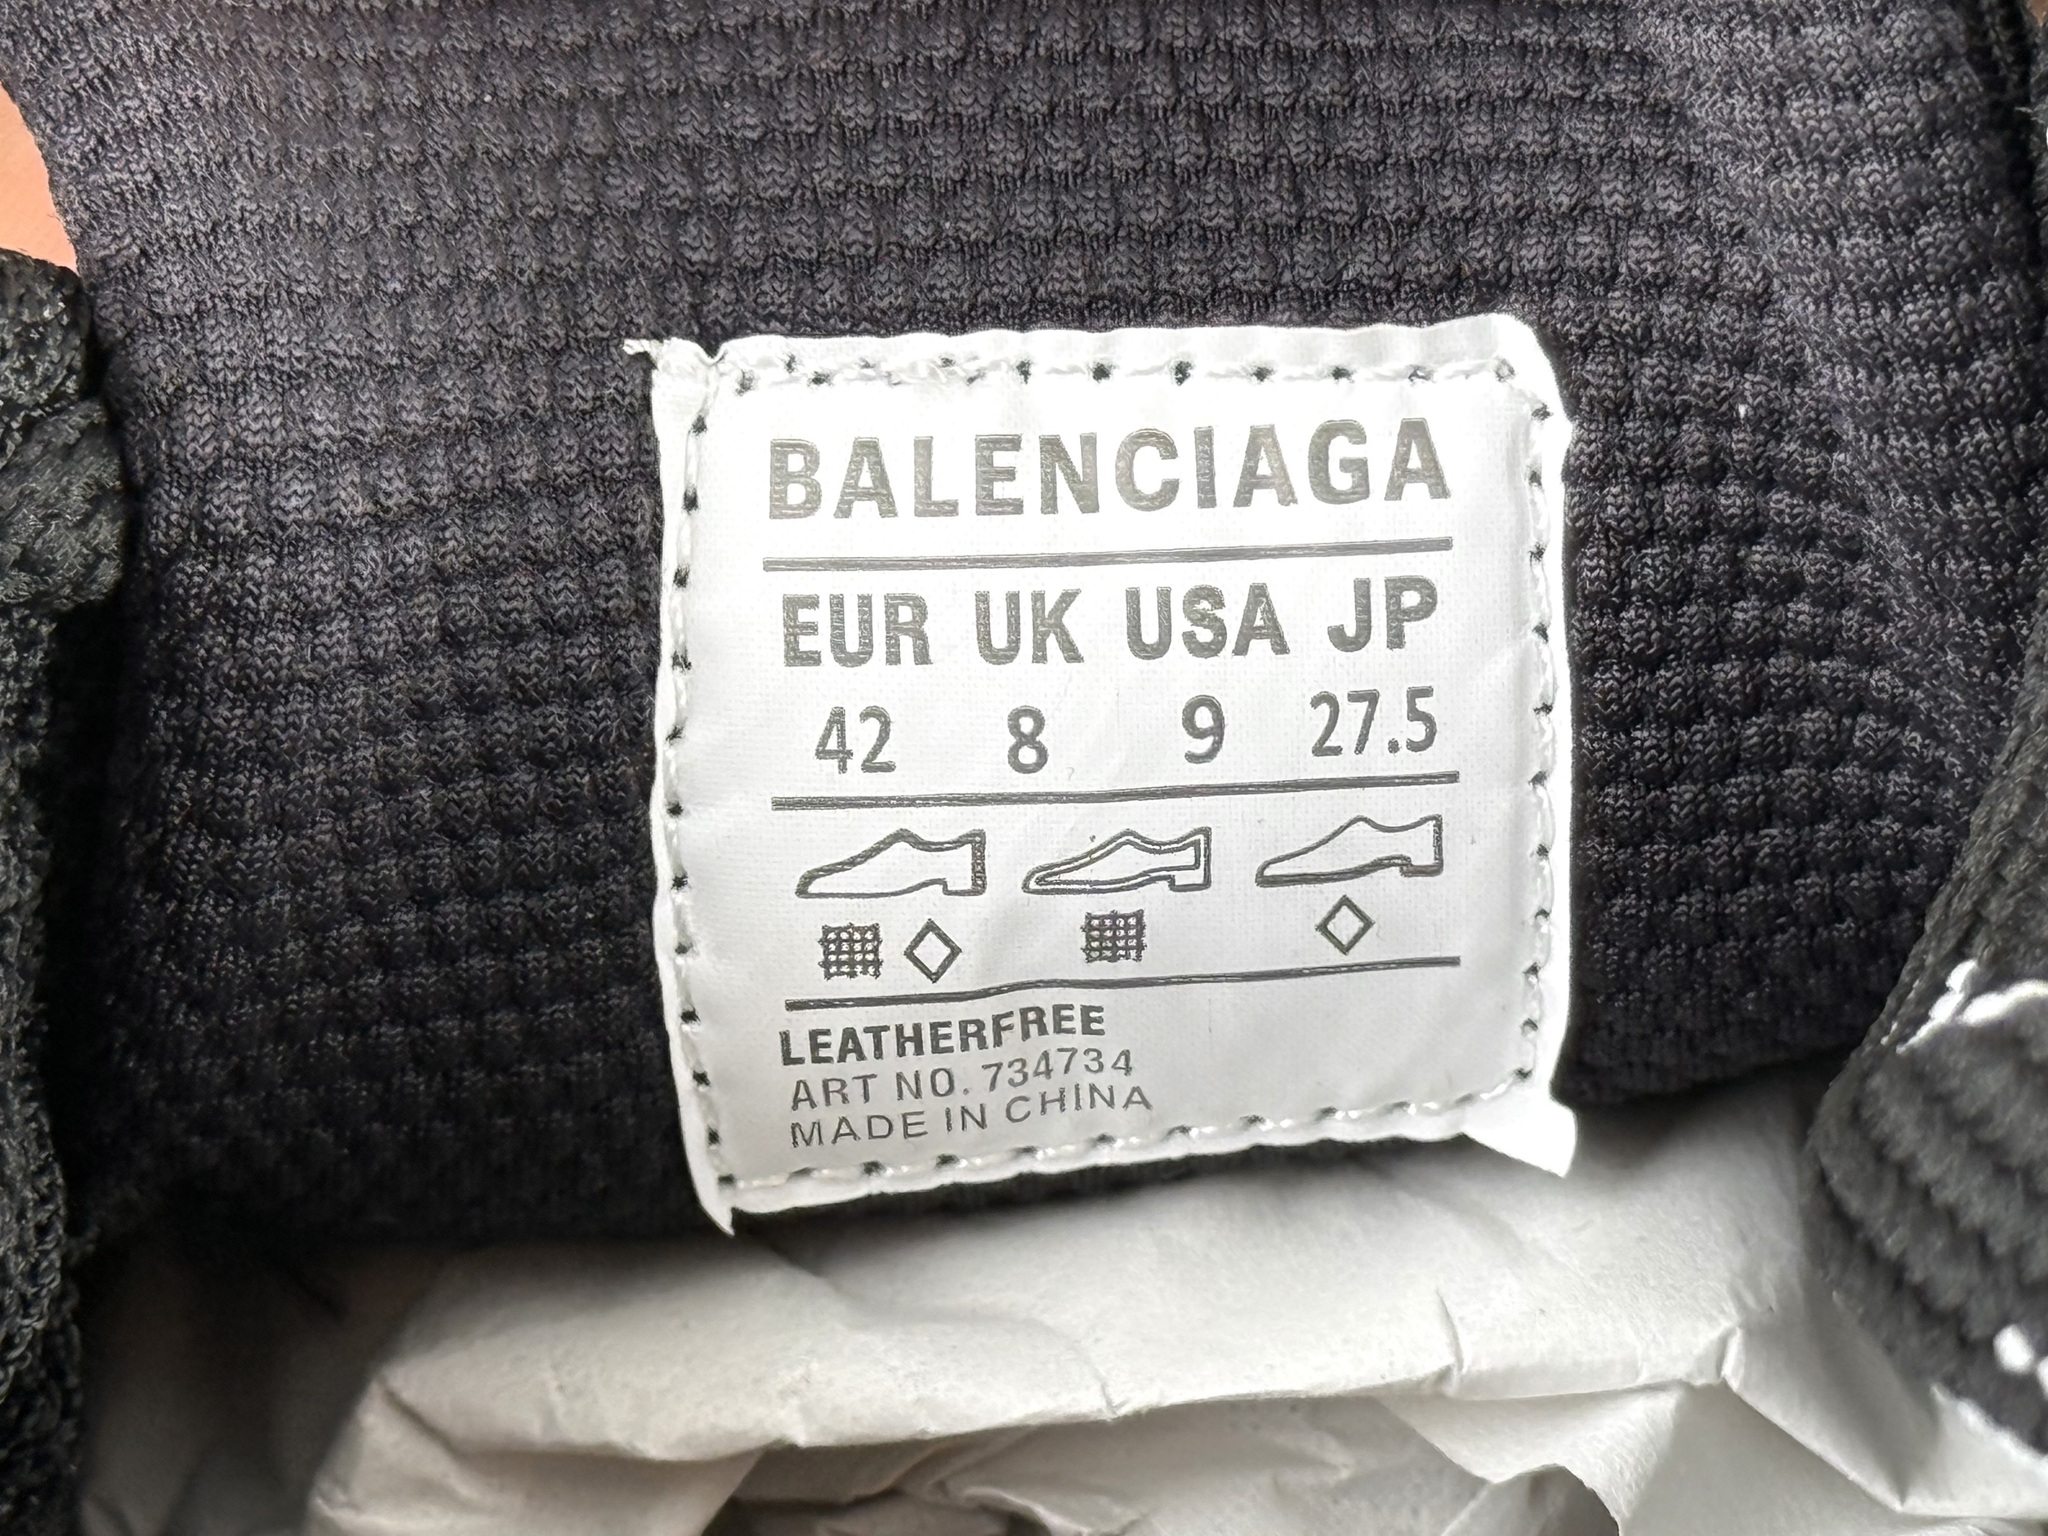 BALENCIAGA
EUR UK USA JP
42 8 9 27.5
LEATHERFREE
ART NO. 734734
MADE IN CHINA